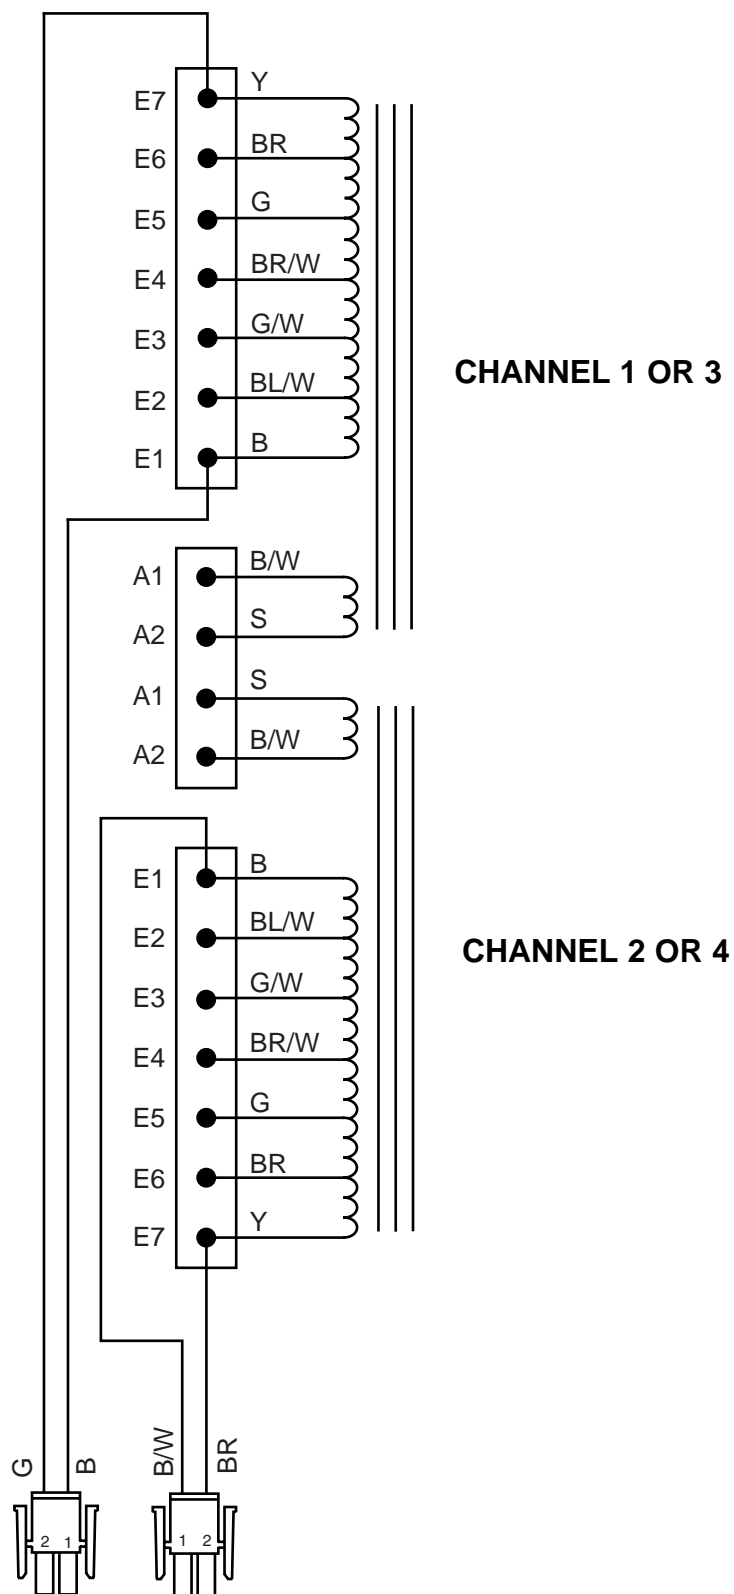 E7 Y
E6 BR
E5 G
E4 BR/W
E3 G/W
E2 BL/W
E1 B
CHANNEL 1 OR 3
A1 B/W
A2 S
A1 S
A2 B/W
E1 B
E2 BL/W
E3 G/W
E4 BR/W
E5 G
E6 BR
E7 Y
CHANNEL 2 OR 4
G B B/W BR
2 1 1 2